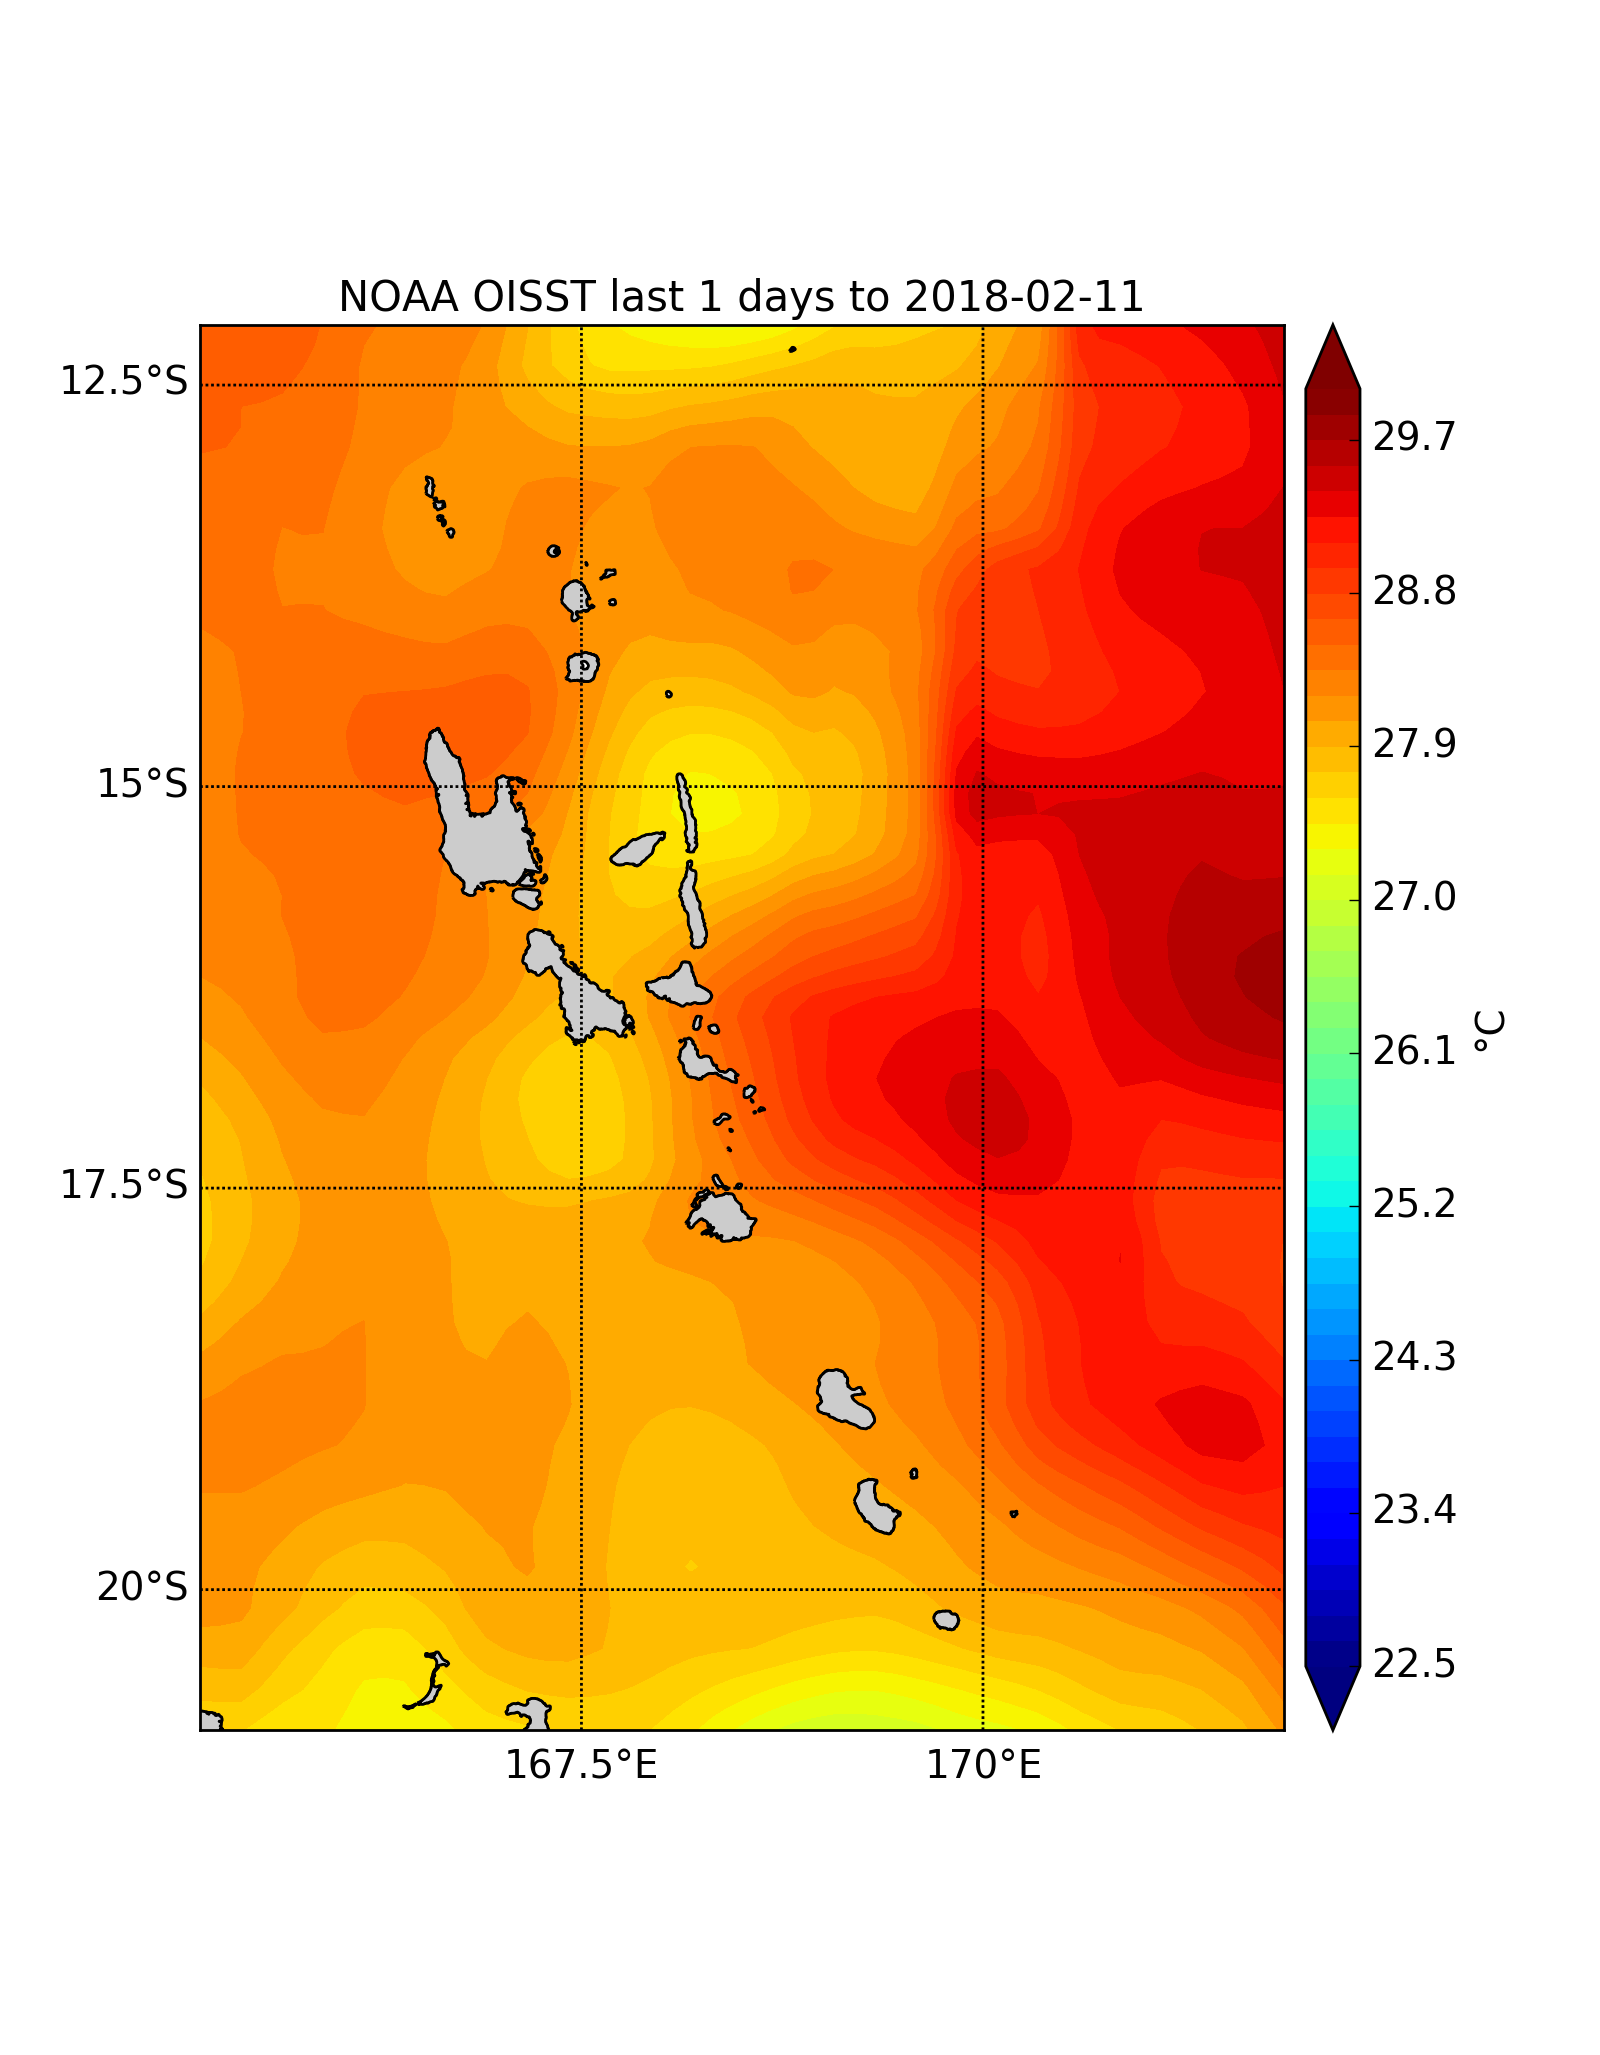 NOAA OISST last 1 days to 2018-02-11
12.5°S
15°S
17.5°S
20°S
167.5°E
170°E
29.7
28.8
27.9
27.0
26.1
25.2
24.3
23.4
22.5
°C